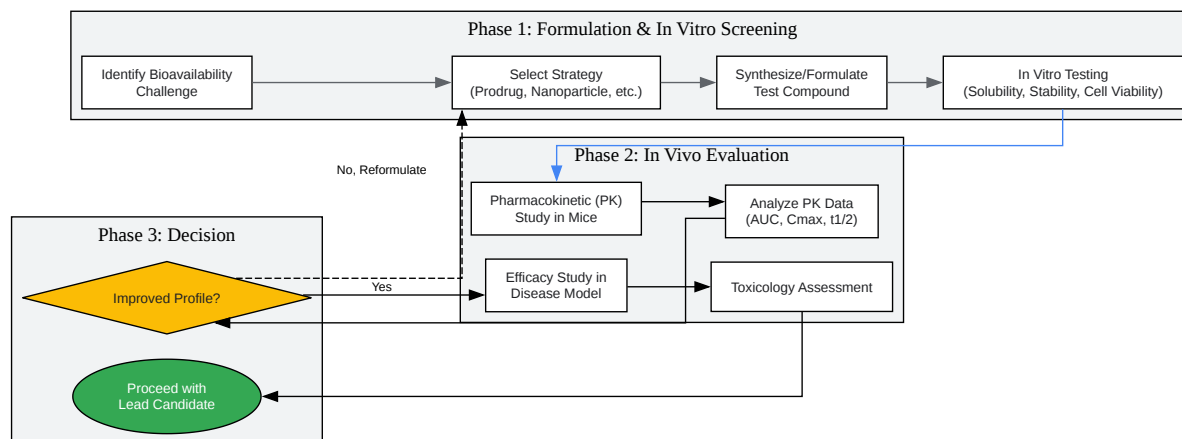 Phase 1: Formulation & In Vitro Screening
Identify Bioavailability
Challenge
Select Strategy
(Prodrug, Nanoparticle, etc.)
Synthesize/Formulate
Test Compound
In Vitro Testing
(Solubility, Stability, Cell Viability)
No, Reformulate
Phase 2: In Vivo Evaluation
Pharmacokinetic (PK)
Study in Mice
Analyze PK Data
(AUC, Cmax, t1/2)
Efficacy Study in
Disease Model
Toxicology Assessment
Phase 3: Decision
Improved Profile?
Yes
Proceed with
Lead Candidate